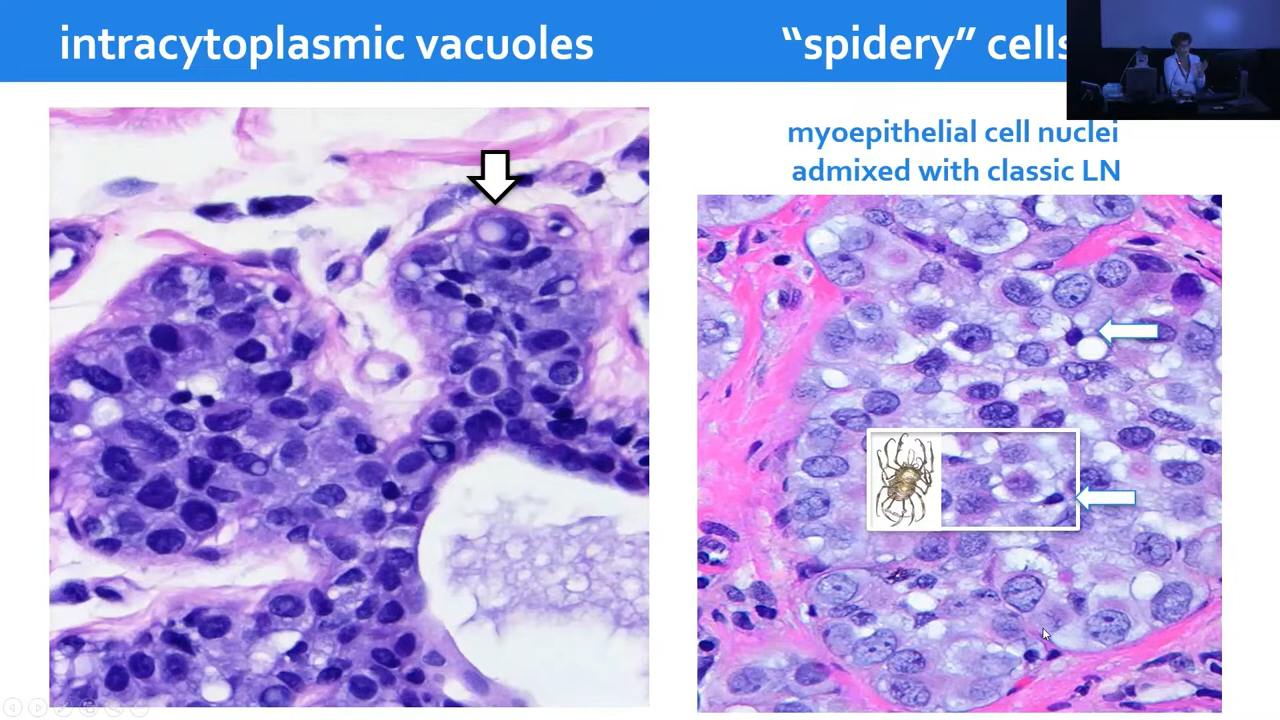 intracytoplasmic vacuoles
“spidery” cells
myoepithelial cell nuclei
admixed with classic LN